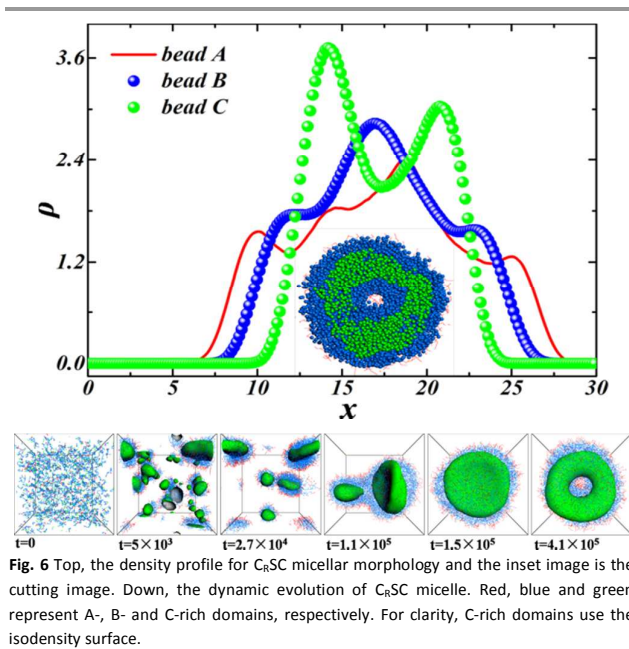 3.6
2.4
1.2
0.0
ρ
bead A
bead B
bead C
0 5 10 15 20 25 30
x
t=0 t=5×10³ t=2.7×10⁴ t=1.1×10⁵ t=1.5×10⁵ t=4.1×10⁵
Fig. 6 Top, the density profile for CRSC micellar morphology and the inset image is the
cutting image. Down, the dynamic evolution of CRSC micelle. Red, blue and green
represent A-, B- and C-rich domains, respectively. For clarity, C-rich domains use the
isodensity surface.